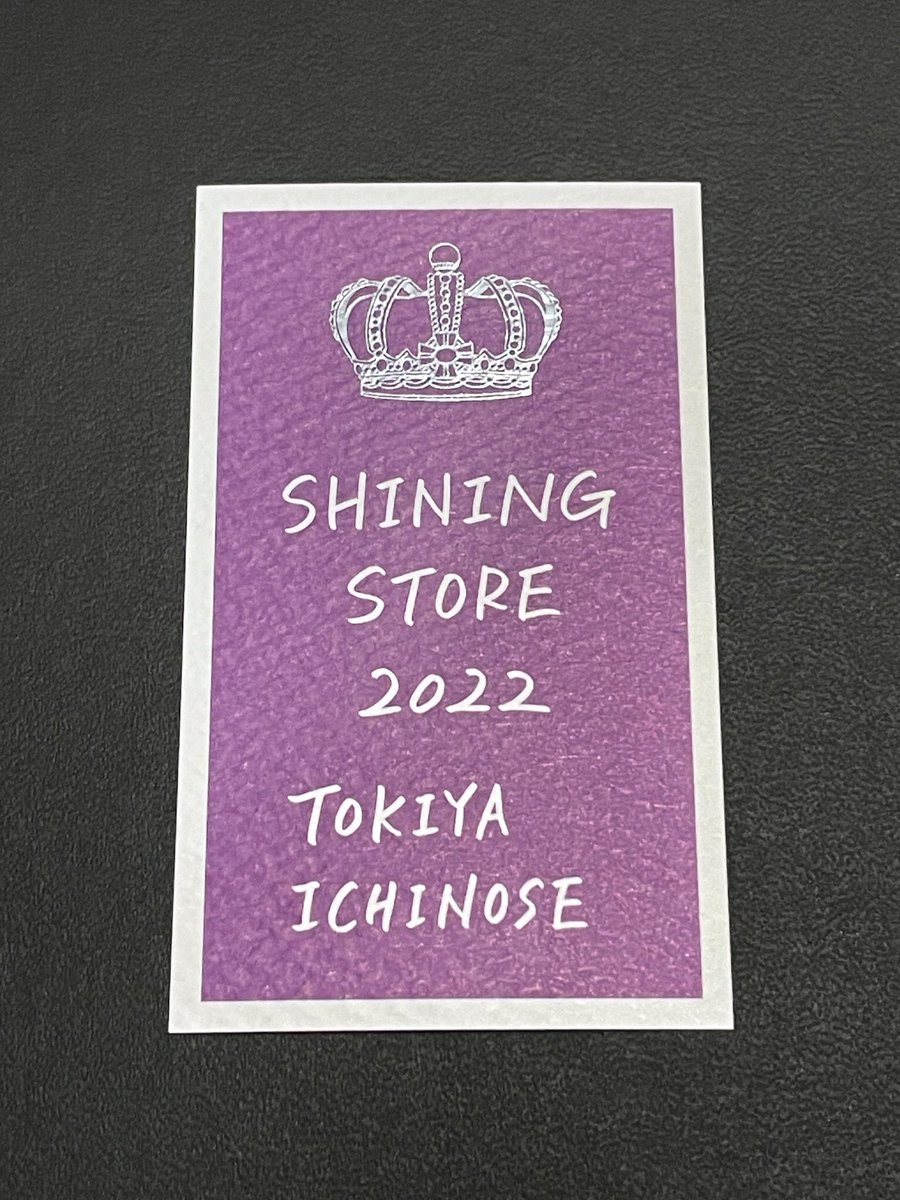 SHINING
STORE
2022
TOKIYA
ICHINOSE